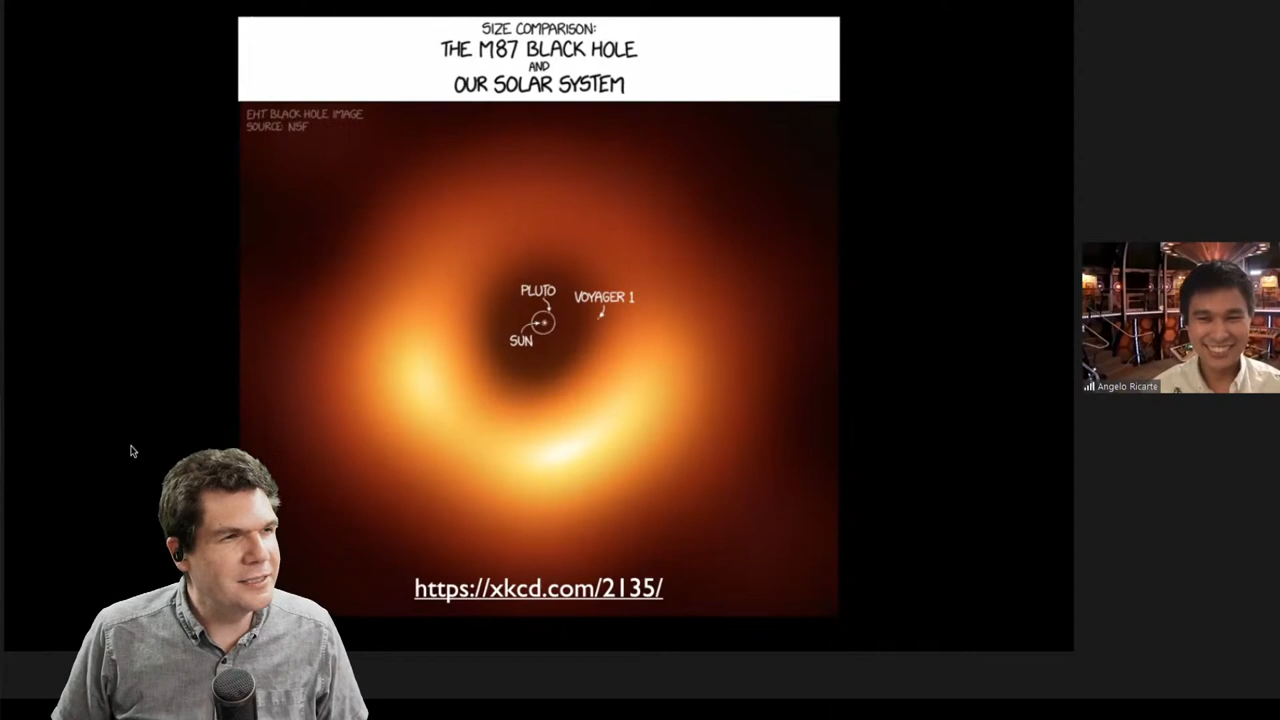 SIZE COMPARISON:
THE M87 BLACK HOLE
AND
OUR SOLAR SYSTEM
EHT BLACK HOLE IMAGE
SOURCE: NSF
PLUTO
VOYAGER 1
SUN
Angelo Ricarte
https://xkcd.com/2135/